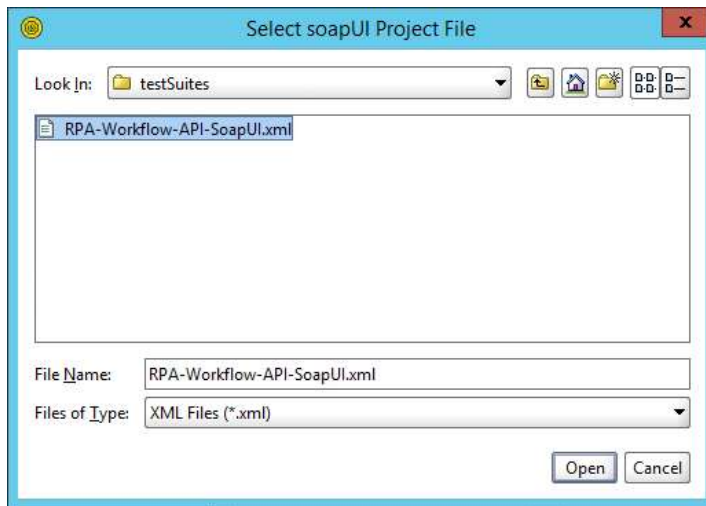 Select soapUI Project File
x
Look In: testSuites
RPA-Workflow-API-SoapUI.xml
File Name: RPA-Workflow-API-SoapUI.xml
Files of Type: XML Files (*.xml)
Open Cancel